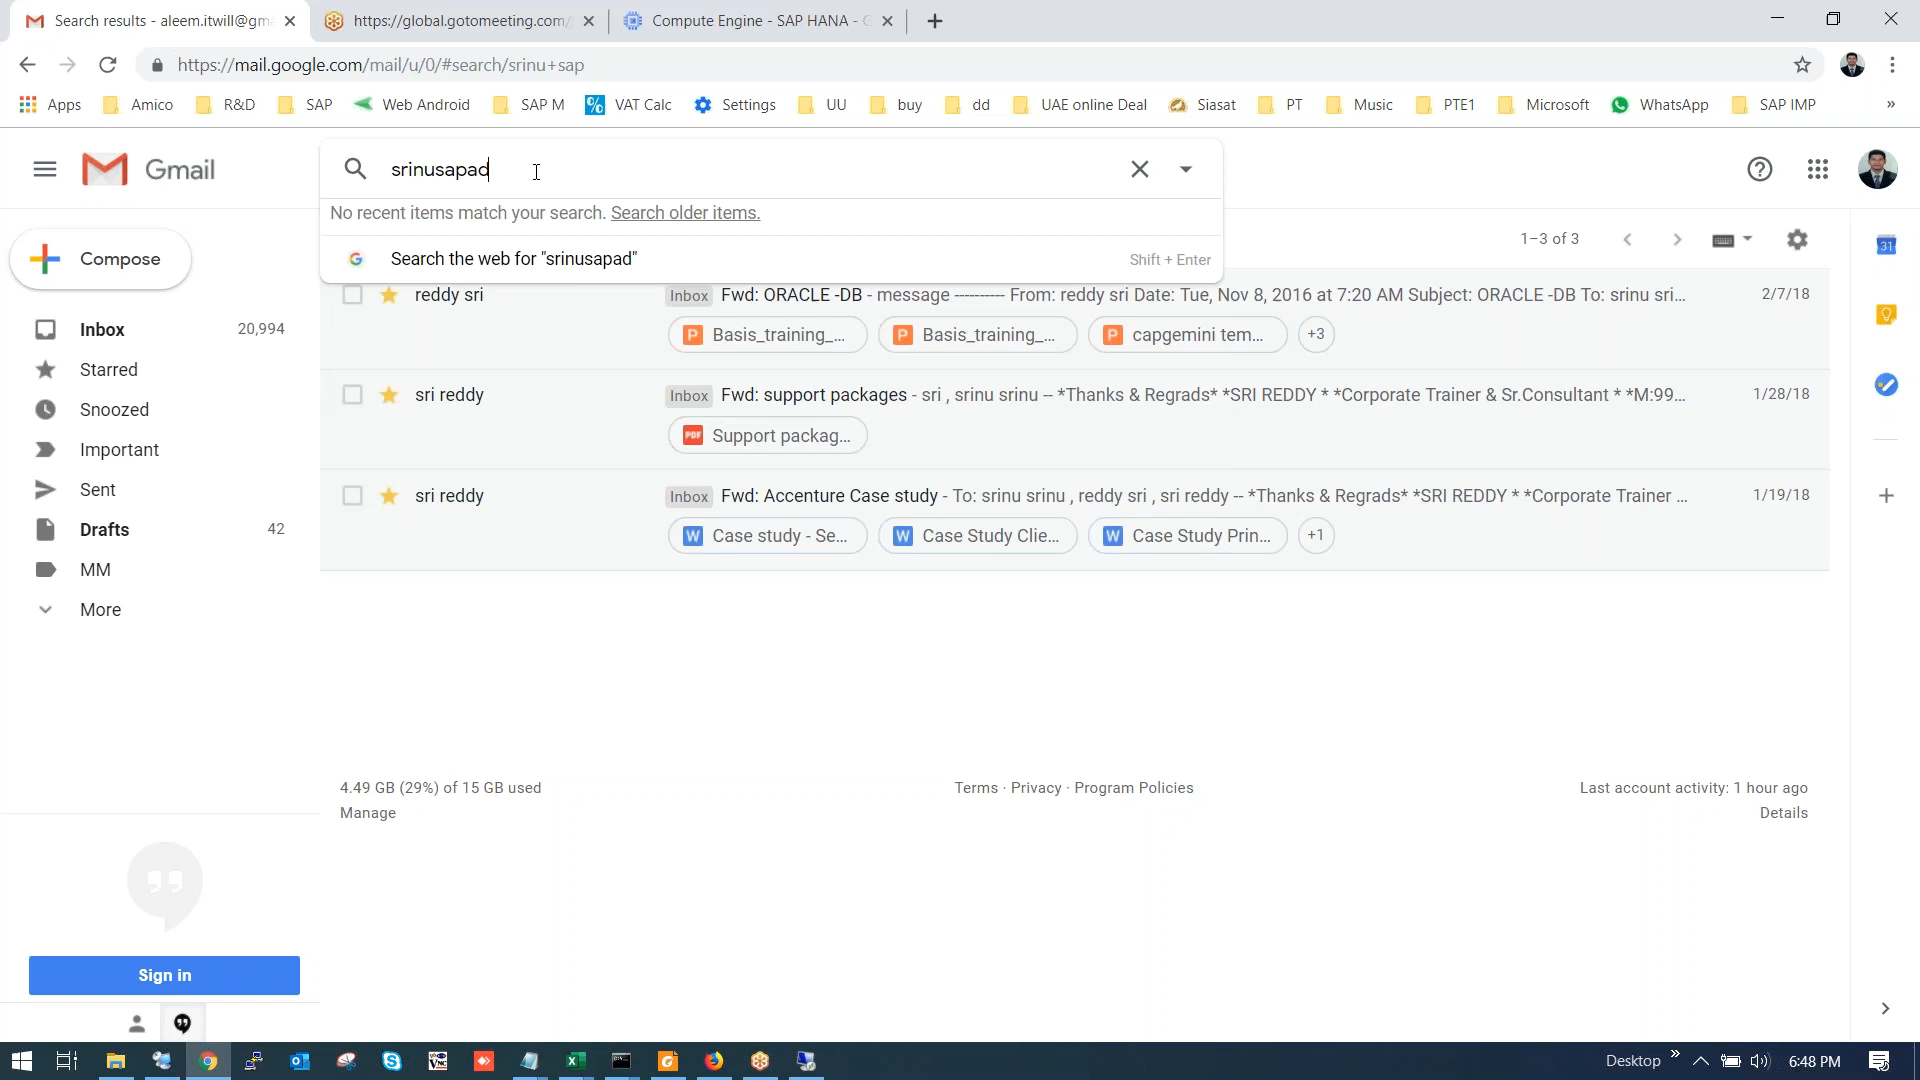 Search results - aleem.itwill@gma
https://global.gotomeeting.com/
Compute Engine - SAP HANA - G
https://mail.google.com/mail/u/0/#search/srinu+sap
Apps
Amico
R&D
SAP
Web Android
SAP M
VAT Calc
Settings
UU
buy
dd
UAE online Deal
Siasat
PT
Music
PTE1
Microsoft
WhatsApp
SAP IMP
»
Gmail
srinusapad
No recent items match your search. Search older items.
Search the web for "srinusapad"
Shift + Enter
1–3 of 3
Compose
Inbox
20,994
Starred
Snoozed
Important
Sent
Drafts
42
MM
More
reddy sri
Inbox
Fwd: ORACLE -DB - message ---------- From: reddy sri Date: Tue, Nov 8, 2016 at 7:20 AM Subject: ORACLE -DB To: srinu sri...
2/7/18
P Basis_training_...
P Basis_training_...
P capgemini tem...
+3
sri reddy
Inbox
Fwd: support packages - sri , srinu srinu -- *Thanks & Regrads* *SRI REDDY * *Corporate Trainer & Sr.Consultant * *M:99...
1/28/18
PDF Support packag...
sri reddy
Inbox
Fwd: Accenture Case study - To: srinu srinu , reddy sri , sri reddy -- *Thanks & Regrads* *SRI REDDY * *Corporate Trainer ...
1/19/18
W Case study - Se...
W Case Study Clie...
W Case Study Prin...
+1
31
4.49 GB (29%) of 15 GB used
Manage
Terms · Privacy · Program Policies
Last account activity: 1 hour ago
Details
Sign in
Desktop
»
6:48 PM